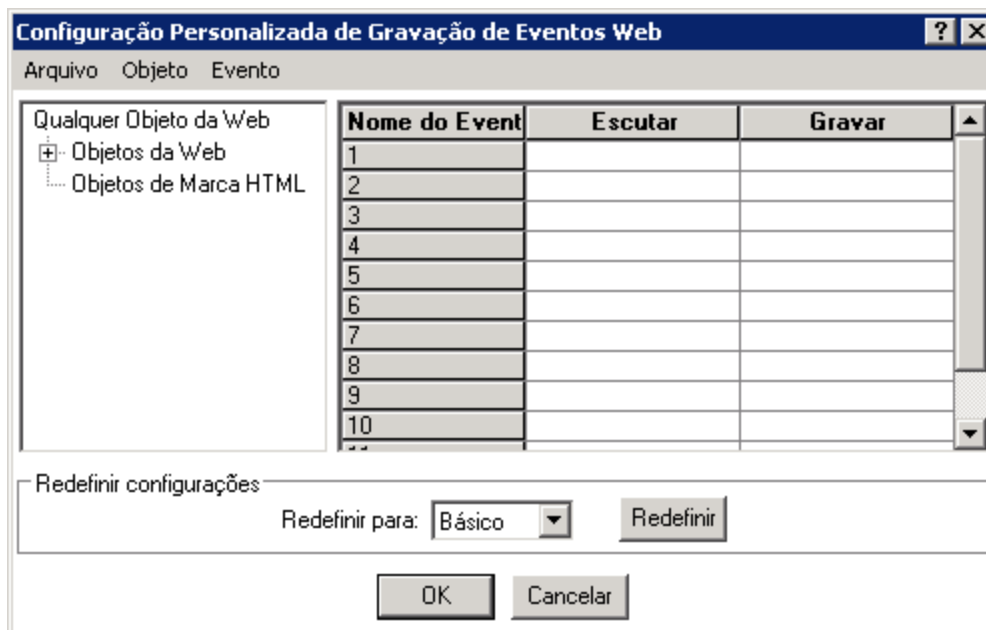 Configuração Personalizada de Gravação de Eventos Web
Arquivo Objeto Evento
Qualquer Objeto da Web
Objetos da Web
Objetos de Marca HTML
Nome do Event Escutar Gravar
1
2
3
4
5
6
7
8
9
10
Redefinir configurações
Redefinir para: Básico Redefinir
OK Cancelar